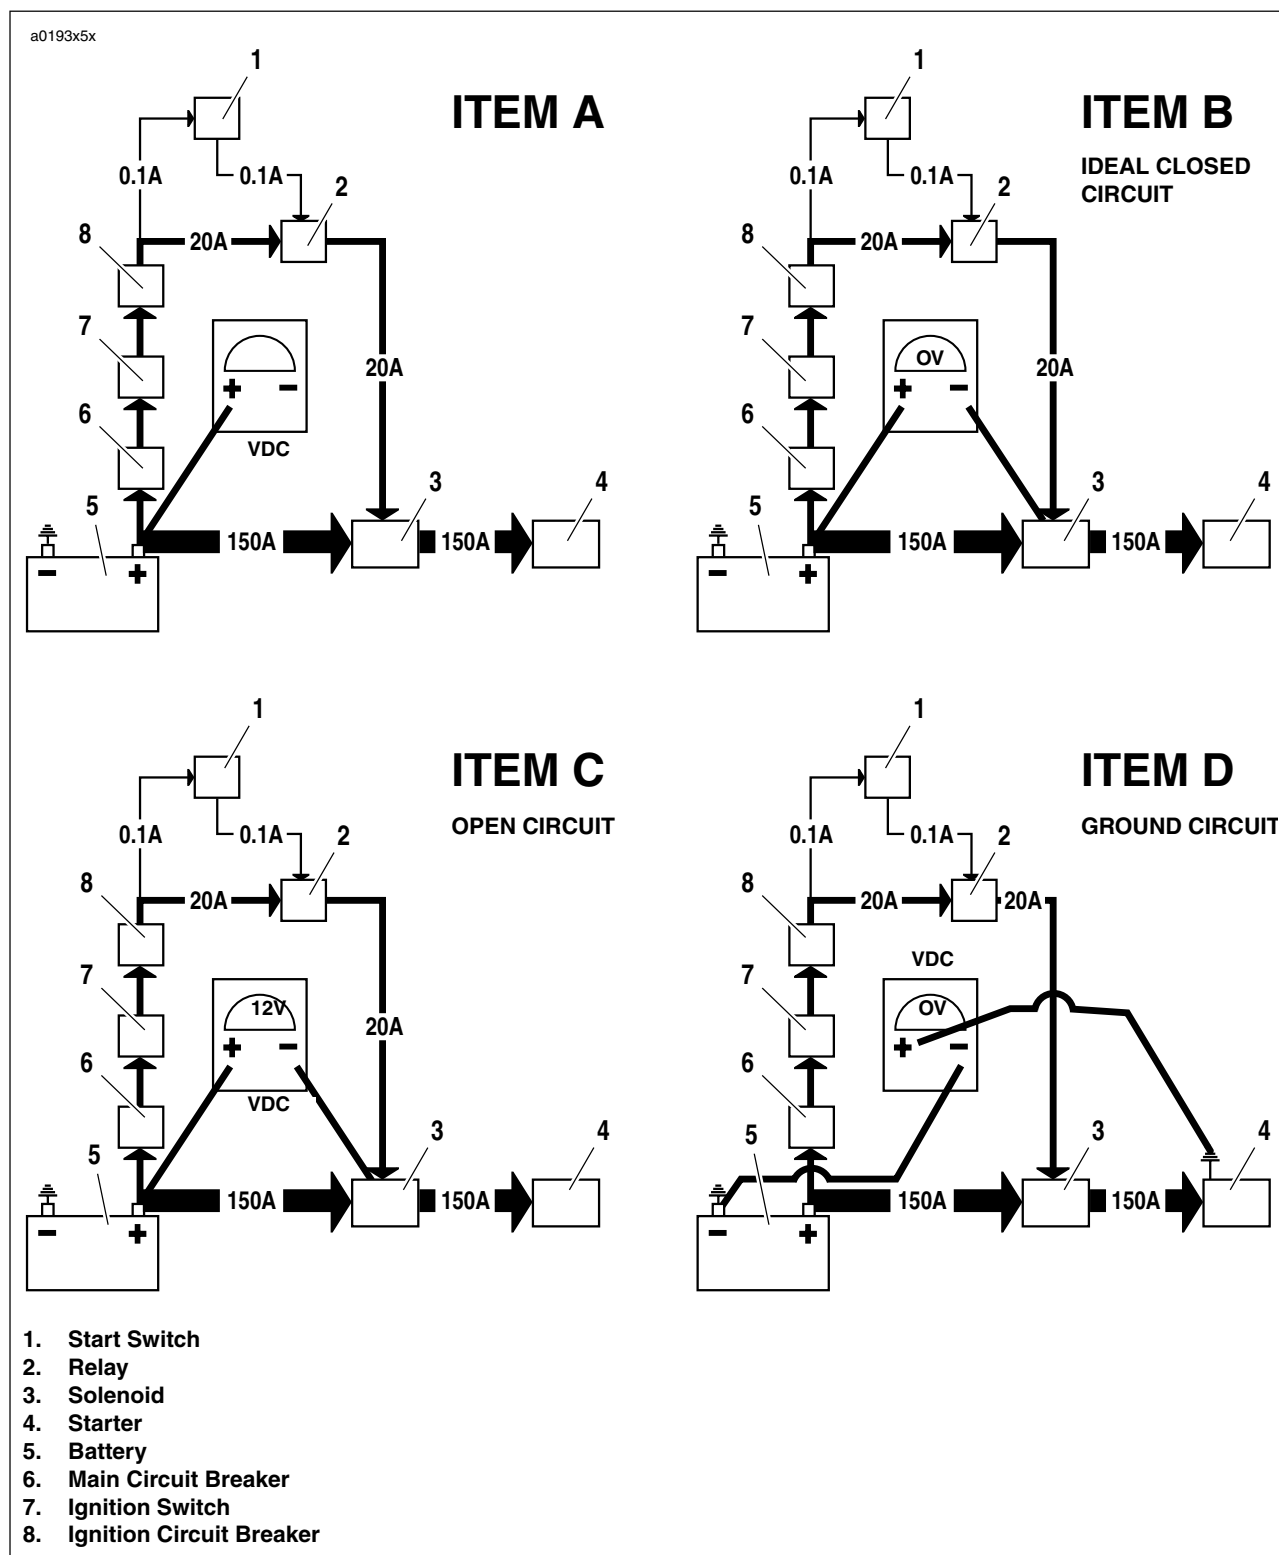 a0193x5x
1
ITEM A
0.1A
0.1A
2
8
20A
7
20A
6
+ −
VDC
5
3
4
150A
150A
− +
1
ITEM B
IDEAL CLOSED
CIRCUIT
0.1A
0.1A
2
8
20A
7
OV
20A
6
+ −
5
3
4
150A
150A
− +
1
ITEM C
OPEN CIRCUIT
0.1A
0.1A
2
8
20A
7
12V
20A
6
+ −
VDC
5
3
4
150A
150A
− +
1
ITEM D
GROUND CIRCUIT
0.1A
0.1A
2
8
20A
20A
VDC
7
OV
+ −
6
5
3
4
150A
150A
− +
1. Start Switch
2. Relay
3. Solenoid
4. Starter
5. Battery
6. Main Circuit Breaker
7. Ignition Switch
8. Ignition Circuit Breaker